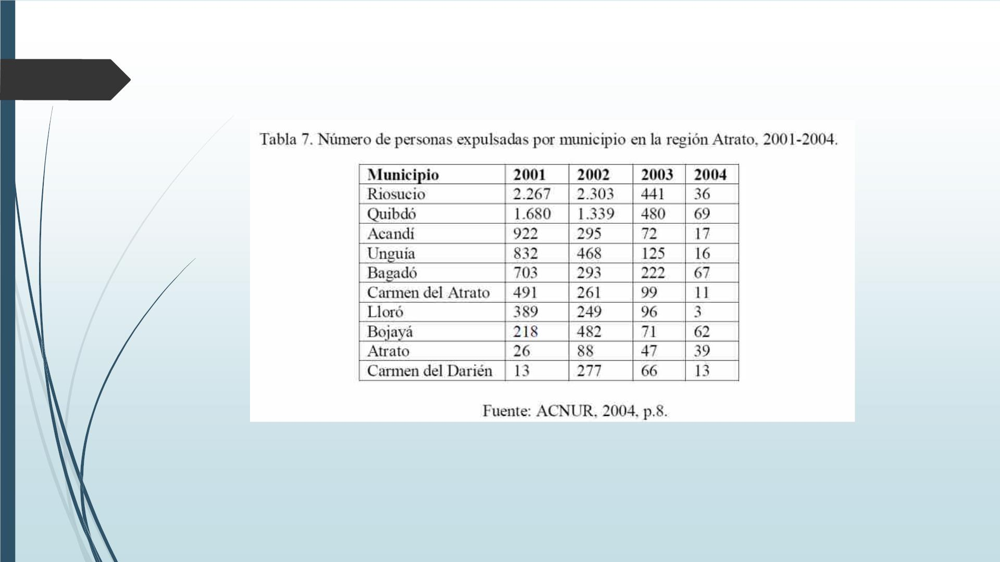 Tabla 7. Número de personas expulsadas por municipio en la región Atrato, 2001-2004.
Municipio 2001 2002 2003 2004
Riosucio 2.267 2.303 441 36
Quibdó 1.680 1.339 480 69
Acandí 922 295 72 17
Unguía 832 468 125 16
Bagadó 703 293 222 67
Carmen del Atrato 491 261 99 11
Lloró 389 249 96 3
Bojayá 218 482 71 62
Atrato 26 88 47 39
Carmen del Darién 13 277 66 13
Fuente: ACNUR, 2004, p.8.